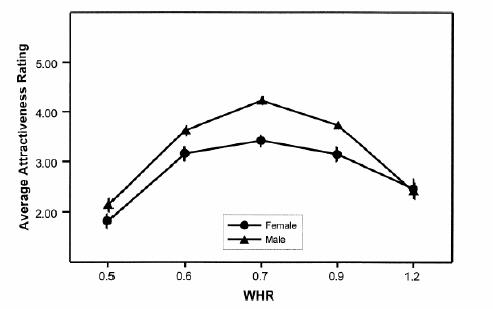 Average Attractiveness Rating
5.00
4.00
3.00
2.00
Female
Male
0.5 0.6 0.7 0.9 1.2
WHR